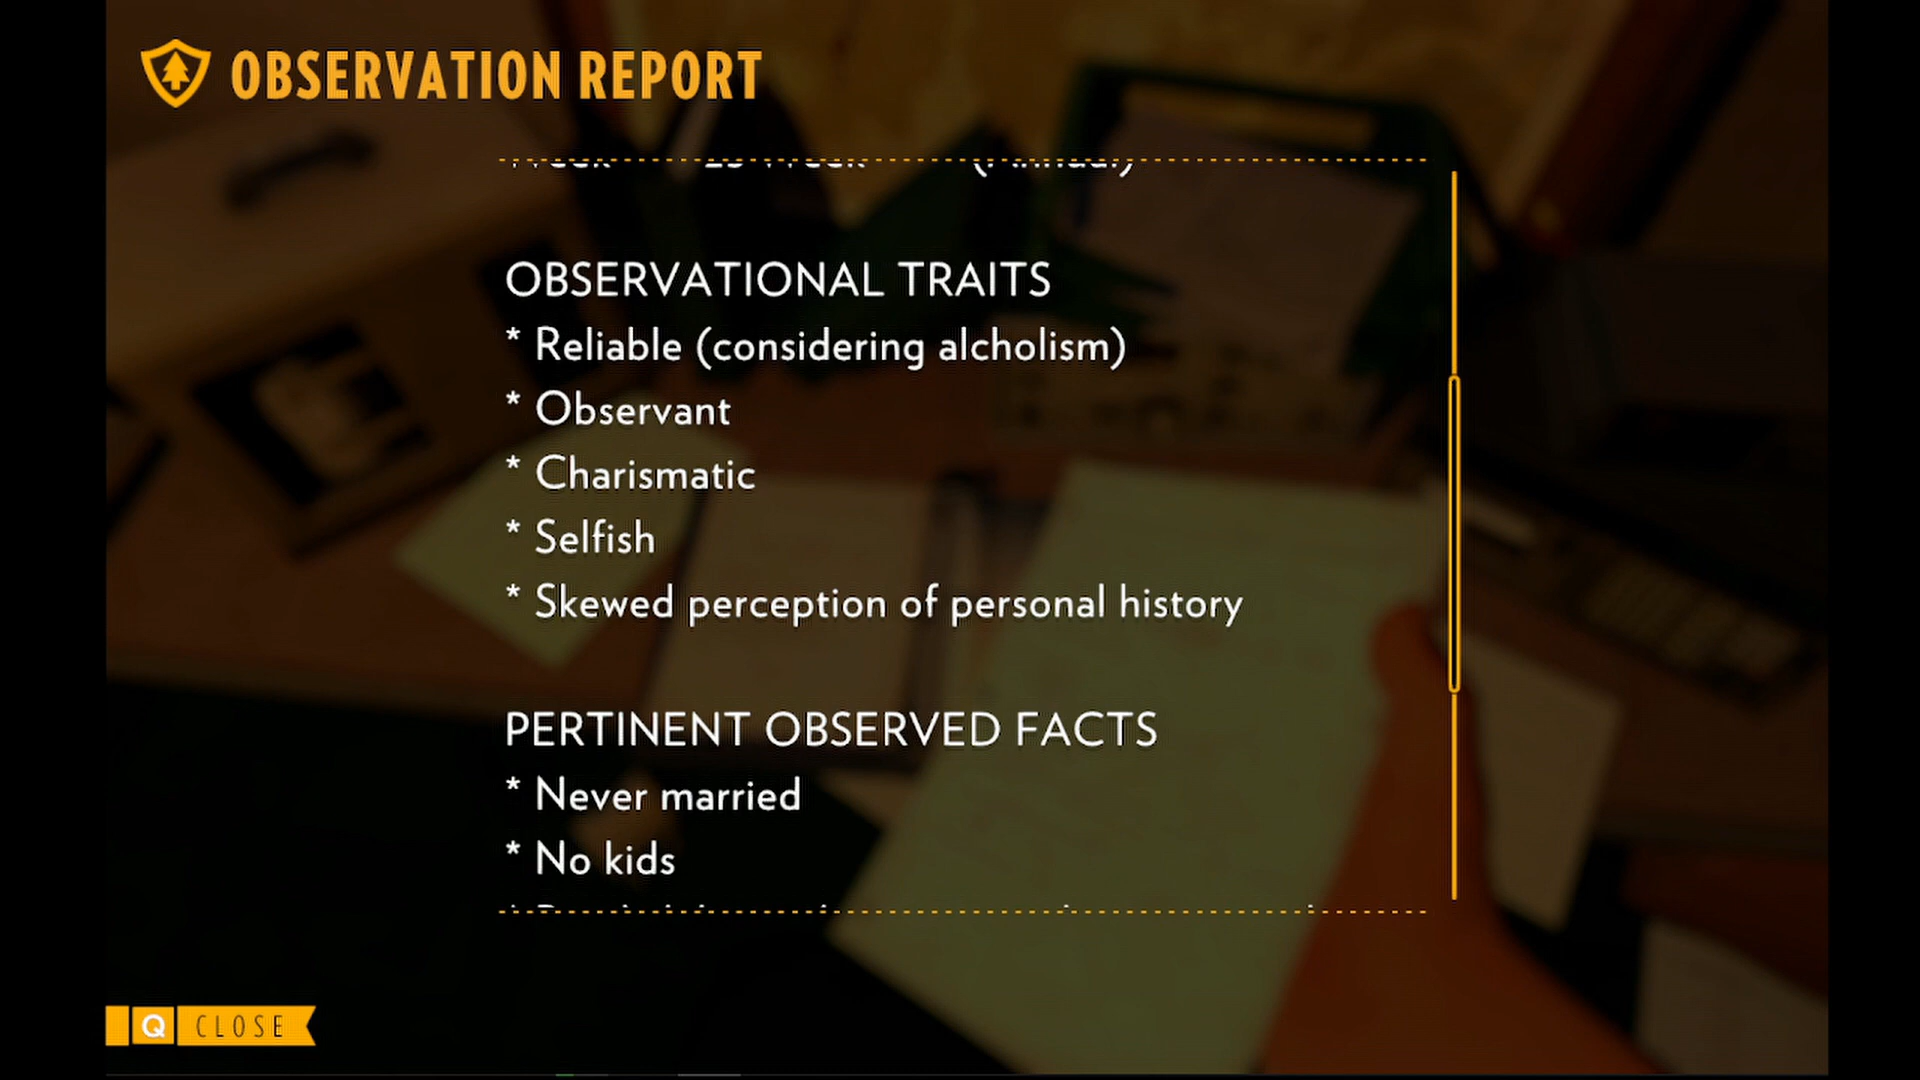 OBSERVATION REPORT
OBSERVATIONAL TRAITS
* Reliable (considering alcholism)
* Observant
* Charismatic
* Selfish
* Skewed perception of personal history
PERTINENT OBSERVED FACTS
* Never married
* No kids
Q CLOSE